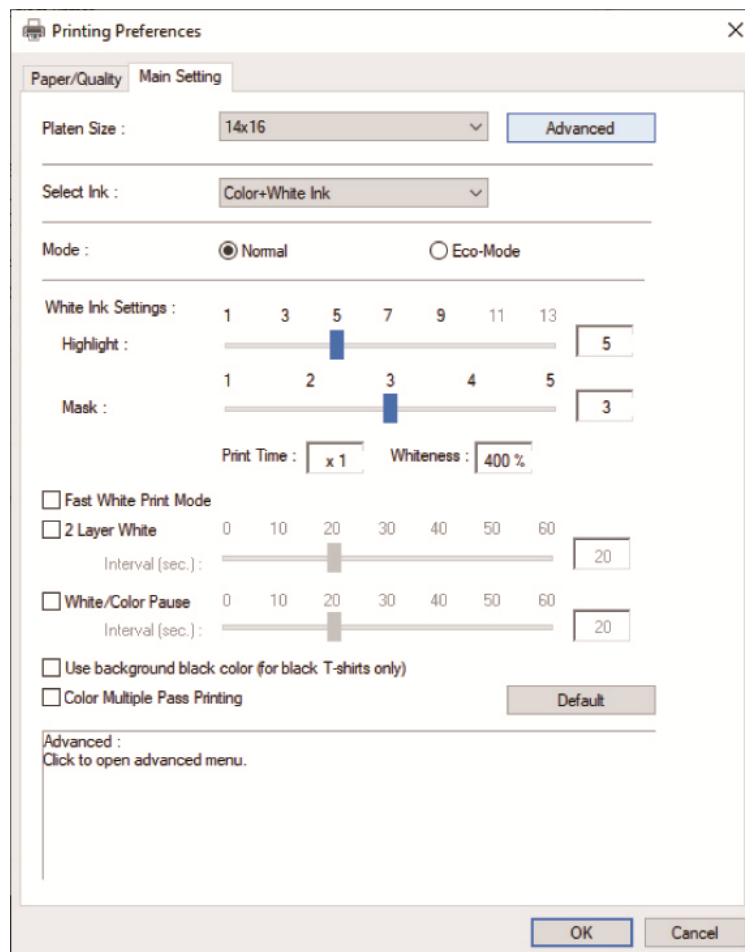 Printing Preferences
Paper/Quality Main Setting
Platen Size : 14x16 Advanced
Select Ink : Color+White Ink
Mode : Normal Eco-Mode
White Ink Settings : 1 3 5 7 9 11 13
Highlight : 5
1 2 3 4 5
Mask : 3
Print Time : x 1 Whiteness : 400 %
Fast White Print Mode
2 Layer White 0 10 20 30 40 50 60
Interval (sec.) : 20
White/Color Pause 0 10 20 30 40 50 60
Interval (sec.) : 20
Use background black color (for black T-shirts only)
Color Multiple Pass Printing Default
Advanced :
Click to open advanced menu.
OK Cancel